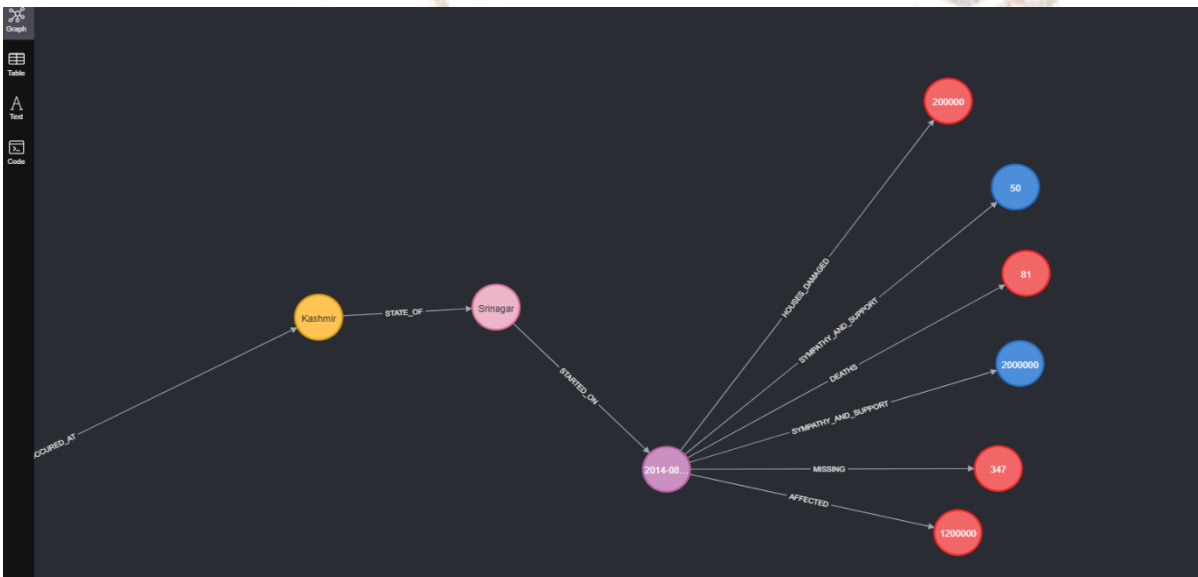 Graph
Table
Text
Code
200000
50
81
2000000
347
1200000
Kashmir
Srinagar
2014-08...
CCURED_AT
STATE_OF
STARTED_ON
HOUSES_DAMAGED
SYMPATHY_AND_SUPPORT
DEATHS
SYMPATHY_AND_SUPPORT
MISSING
AFFECTED